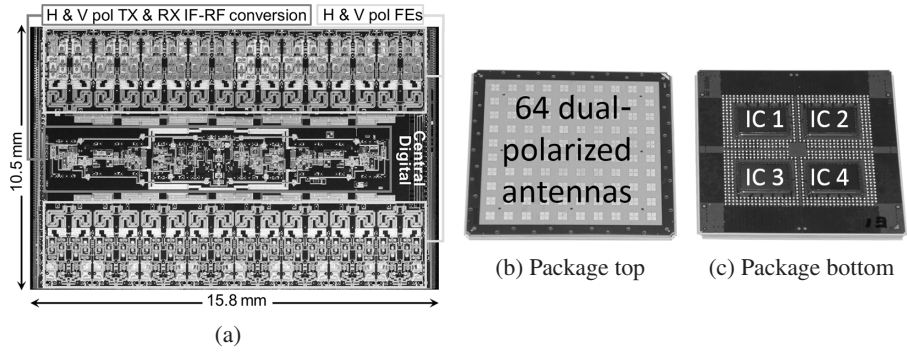 H & V pol TX & RX IF-RF conversion
H & V pol FEs
10.5 mm
Central
Digital
15.8 mm
(a)
64 dual-
polarized
antennas
(b) Package top
IC 1
IC 2
IC 3
IC 4
(c) Package bottom